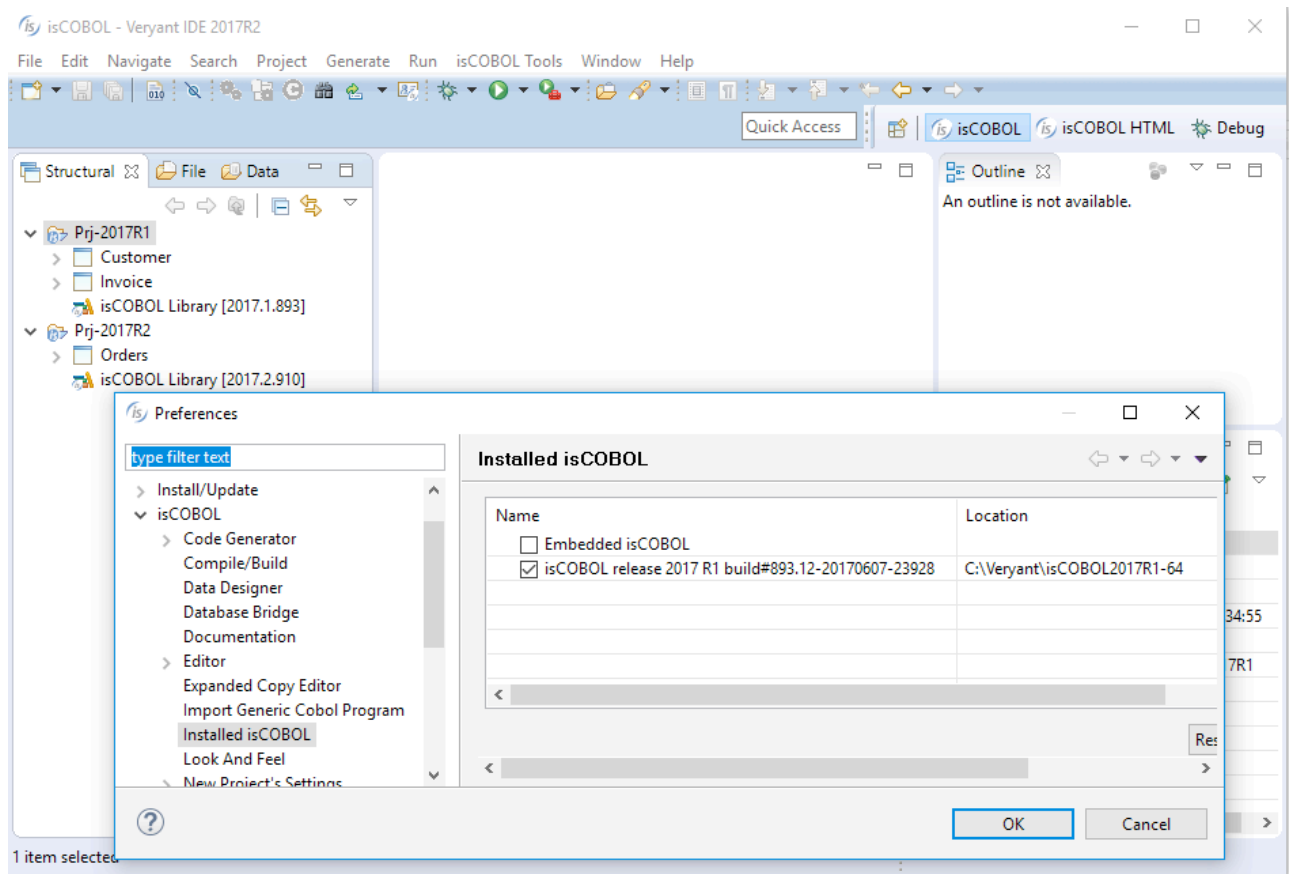 isCOBOL - Veryant IDE 2017R2
File Edit Navigate Search Project Generate Run isCOBOL Tools Window Help
Quick Access isCOBOL isCOBOL HTML Debug
Structural File Data
Outline
An outline is not available.
Prj-2017R1
Customer
Invoice
isCOBOL Library [2017.1.893]
Prj-2017R2
Orders
isCOBOL Library [2017.2.910]
Preferences
type filter text
Installed isCOBOL
Install/Update
isCOBOL
Code Generator
Compile/Build
Data Designer
Database Bridge
Documentation
Editor
Expanded Copy Editor
Import Generic Cobol Program
Installed isCOBOL
Look And Feel
New Project's Settings
Name Location
Embedded isCOBOL
isCOBOL release 2017 R1 build#893.12-20170607-23928 C:\Veryant\isCOBOL2017R1-64
34:55
7R1
Res
OK Cancel
1 item selected